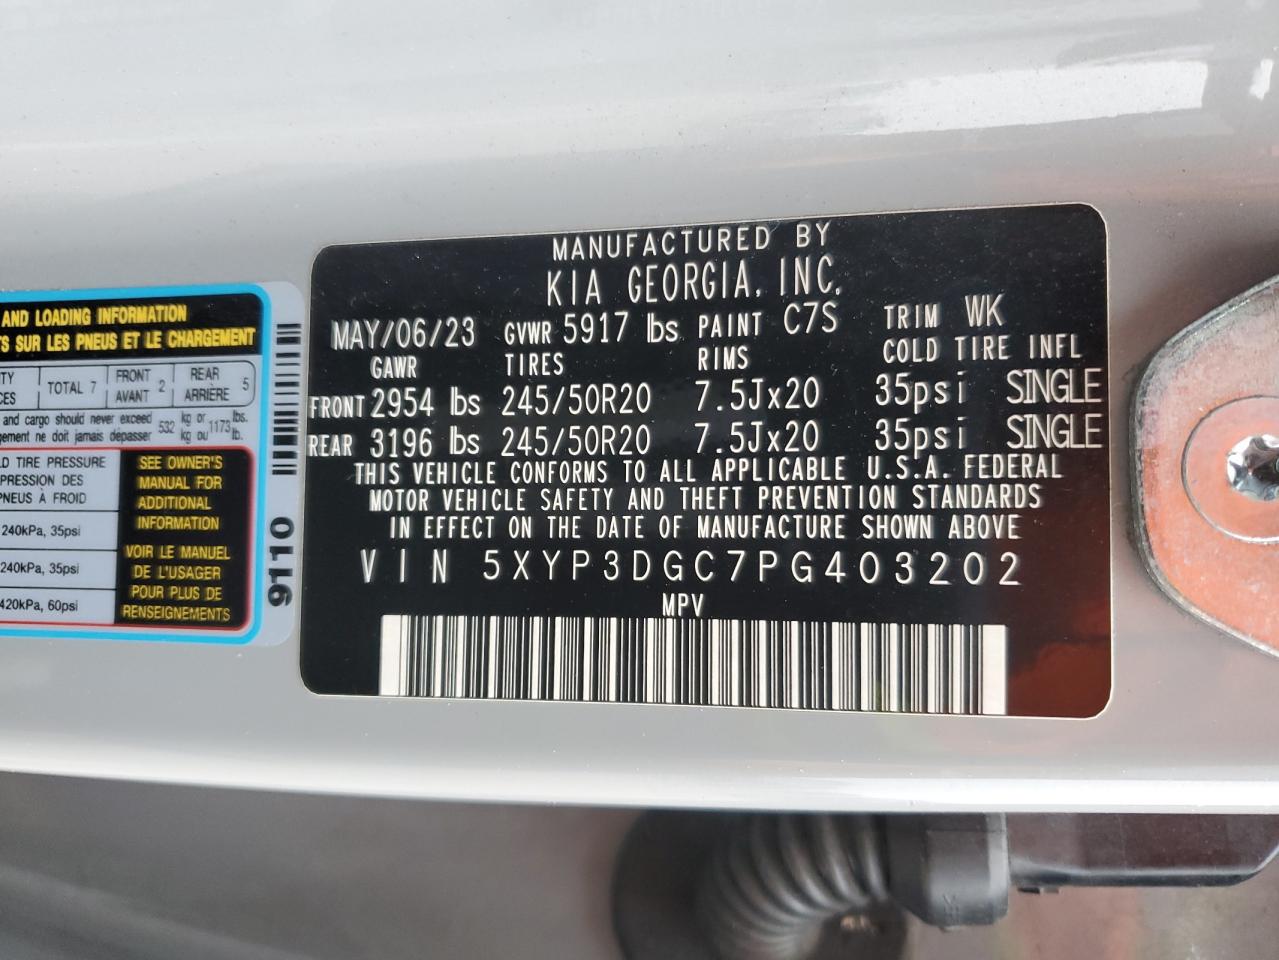 AND LOADING INFORMATION
S SUR LES PNEUS ET LE CHARGEMENT
TOTAL 7 FRONT AVANT 2 REAR ARRIÈRE 5
and cargo should never exceed 532 kg or 1173 lbs.
ne doit jamais dépasser kg ou lb.
TIRE PRESSURE
DES
PNEUS À FROID
240kPa, 35psi
240kPa, 35psi
420kPa, 60psi
SEE OWNER'S
MANUAL FOR
ADDITIONAL
INFORMATION
VOIR LE MANUEL
DE L'USAGER
POUR PLUS DE
RENSEIGNEMENTS
9110
MANUFACTURED BY
KIA GEORGIA, INC.
MAY/06/23 GVWR 5917 lbs PAINT C7S TRIM WK
GAWR TIRES RIMS COLD TIRE INFL
FRONT 2954 lbs 245/50R20 7.5Jx20 35psi SINGLE
REAR 3196 lbs 245/50R20 7.5Jx20 35psi SINGLE
THIS VEHICLE CONFORMS TO ALL APPLICABLE U.S.A. FEDERAL
MOTOR VEHICLE SAFETY AND THEFT PREVENTION STANDARDS
IN EFFECT ON THE DATE OF MANUFACTURE SHOWN ABOVE
VIN 5XYP3DGC7PG403202
MPV